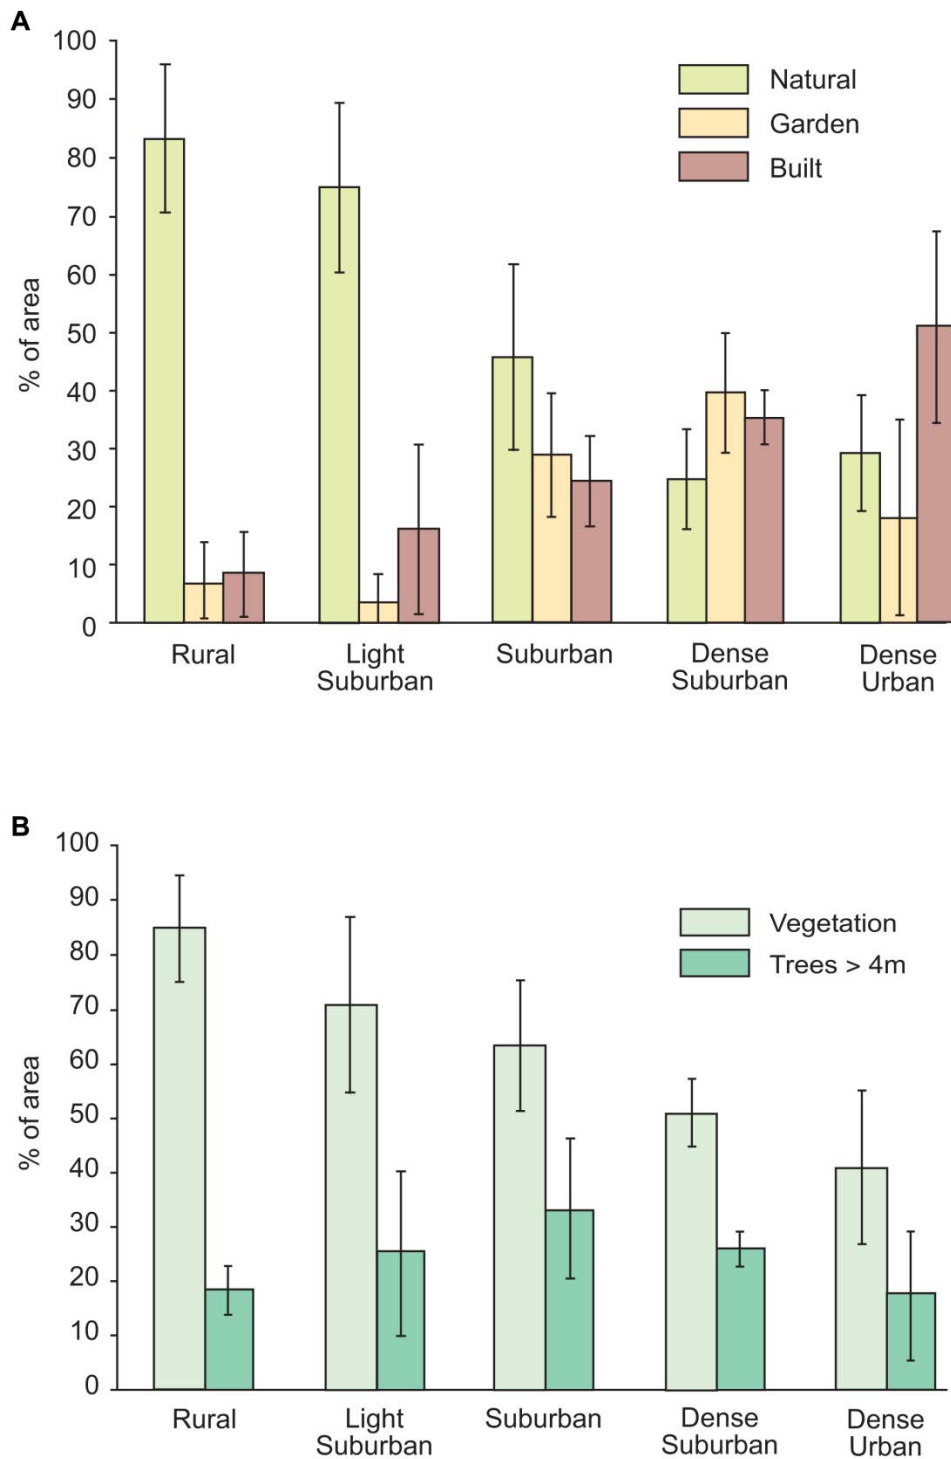 A
100
90
80
70
60
50
40
30
20
10
0
% of area
Natural
Garden
Built
Rural
Light
Suburban
Suburban
Dense
Suburban
Dense
Urban
B
100
90
80
70
60
50
40
30
20
10
0
% of area
Vegetation
Trees > 4m
Rural
Light
Suburban
Suburban
Dense
Suburban
Dense
Urban